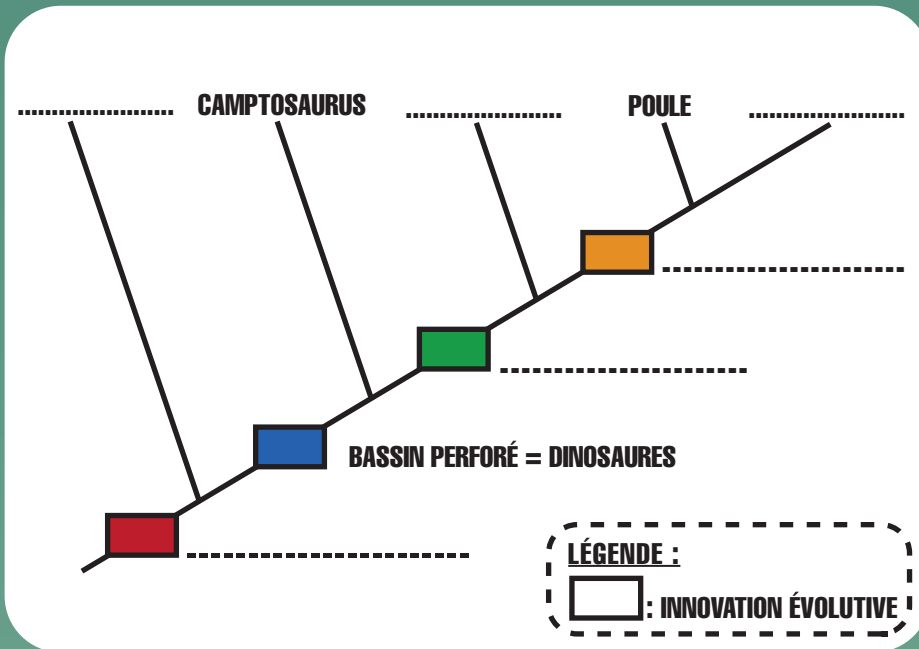 CAMPTOSAURUS
POULE
BASSIN PERFORÉ = DINOSAURES
LÉGENDE :
: INNOVATION ÉVOLUTIVE